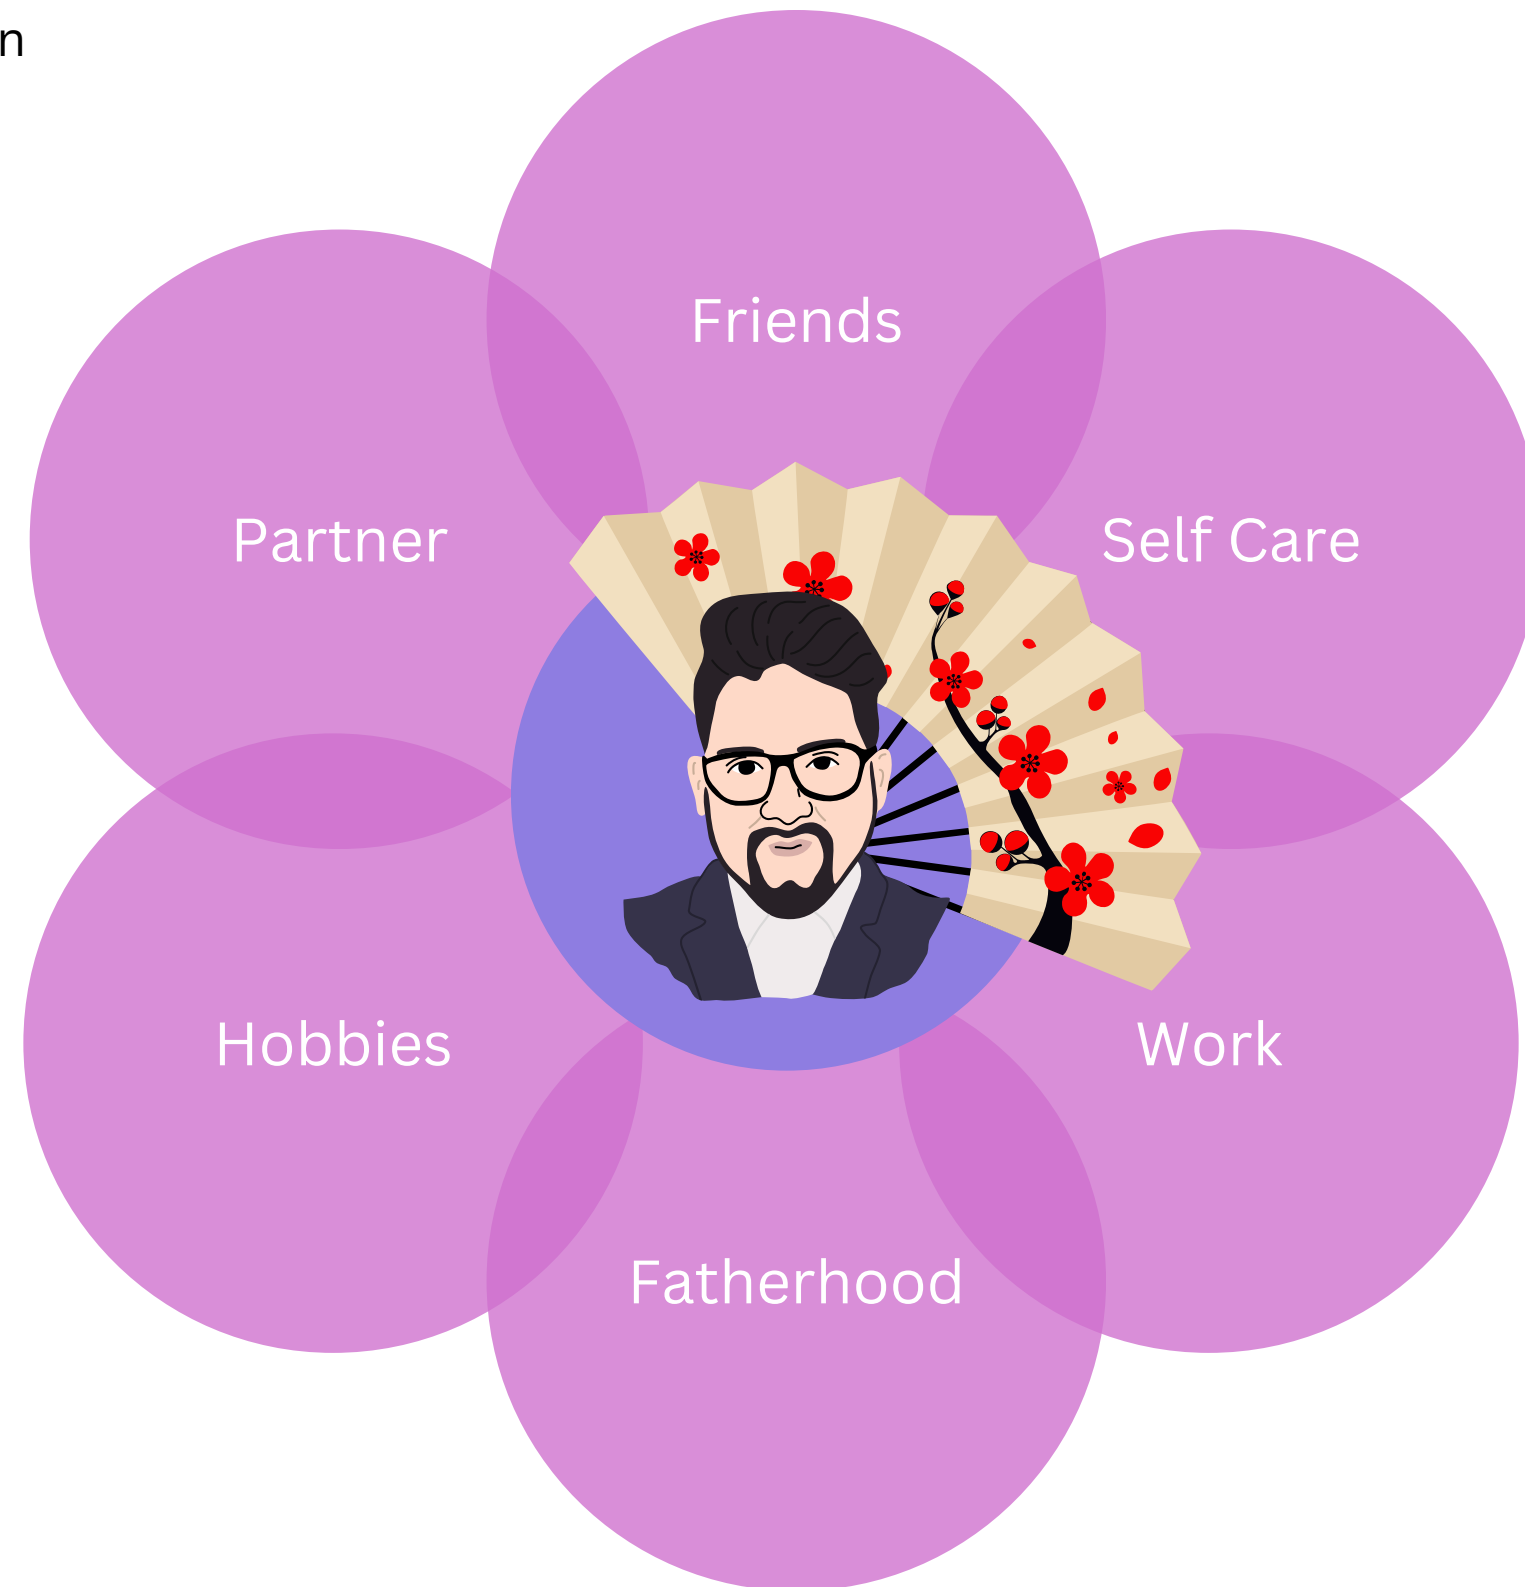 n
Friends
Partner
Self Care
Hobbies
Work
Fatherhood